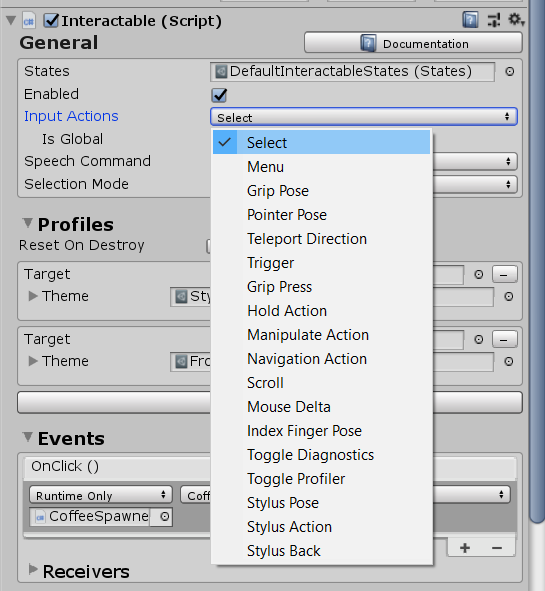 Interactable (Script)
General
Documentation
States
DefaultInteractableStates (States)
Enabled
Input Actions
Select
Is Global
Speech Command
Selection Mode
Select
Menu
Grip Pose
Pointer Pose
Teleport Direction
Trigger
Grip Press
Hold Action
Manipulate Action
Navigation Action
Scroll
Mouse Delta
Index Finger Pose
Toggle Diagnostics
Toggle Profiler
Stylus Pose
Stylus Action
Stylus Back
Profiles
Reset On Destroy
Target
Theme
Sty
Target
Theme
Fro
Events
OnClick ()
Runtime Only
Coff
CoffeeSpawne
Receivers